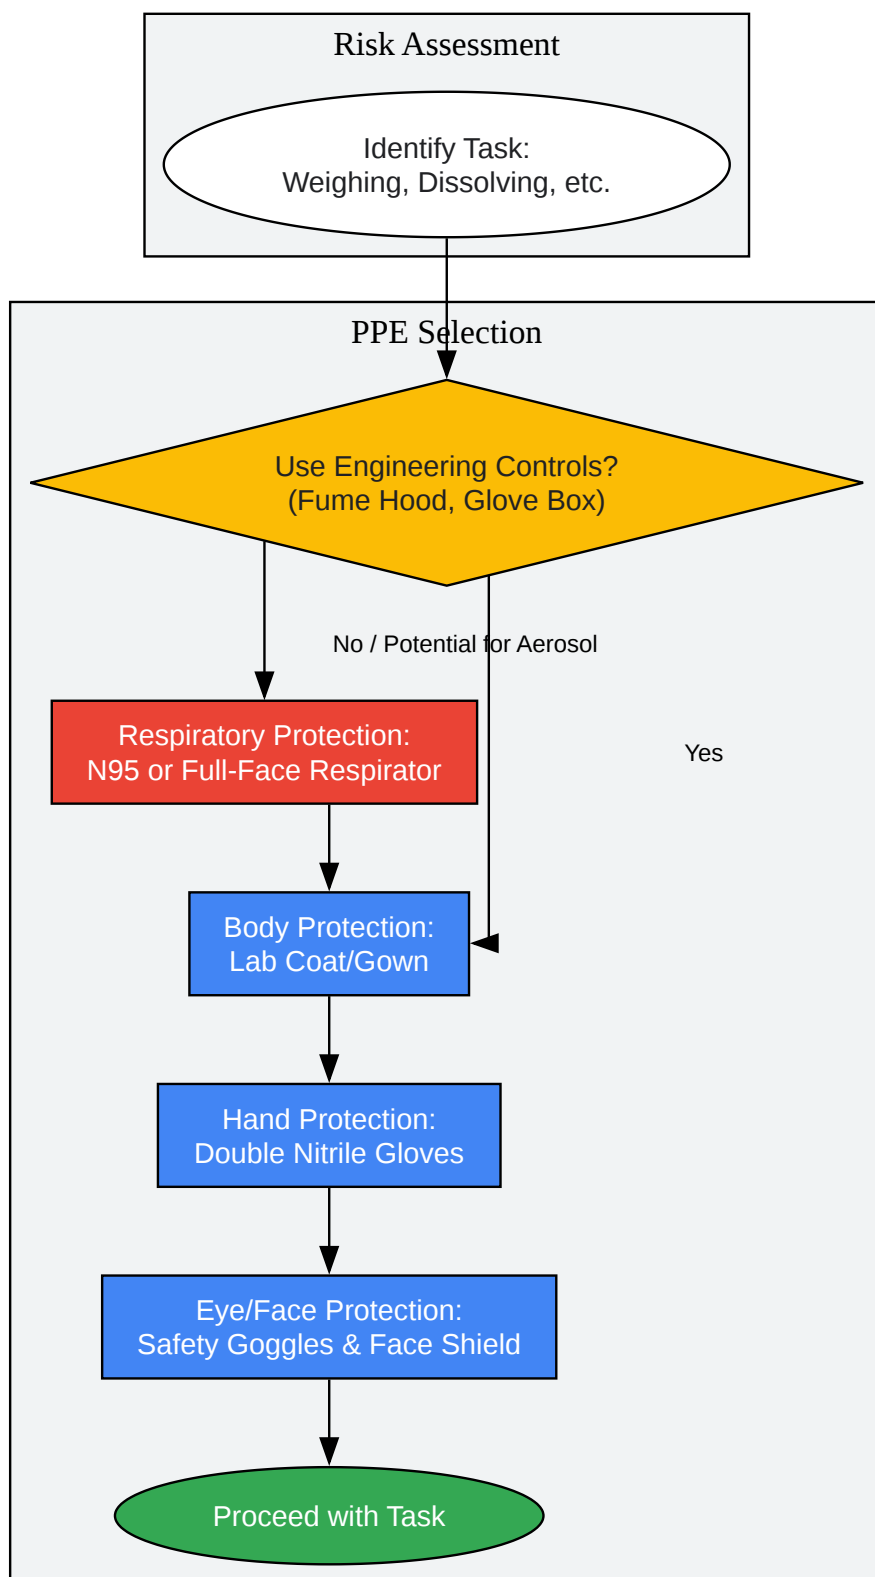 Risk Assessment
Identify Task:
Weighing, Dissolving, etc.
PPE Selection
Use Engineering Controls?
(Fume Hood, Glove Box)
No / Potential for Aerosol
Respiratory Protection:
N95 or Full-Face Respirator
Yes
Body Protection:
Lab Coat/Gown
Hand Protection:
Double Nitrile Gloves
Eye/Face Protection:
Safety Goggles & Face Shield
Proceed with Task